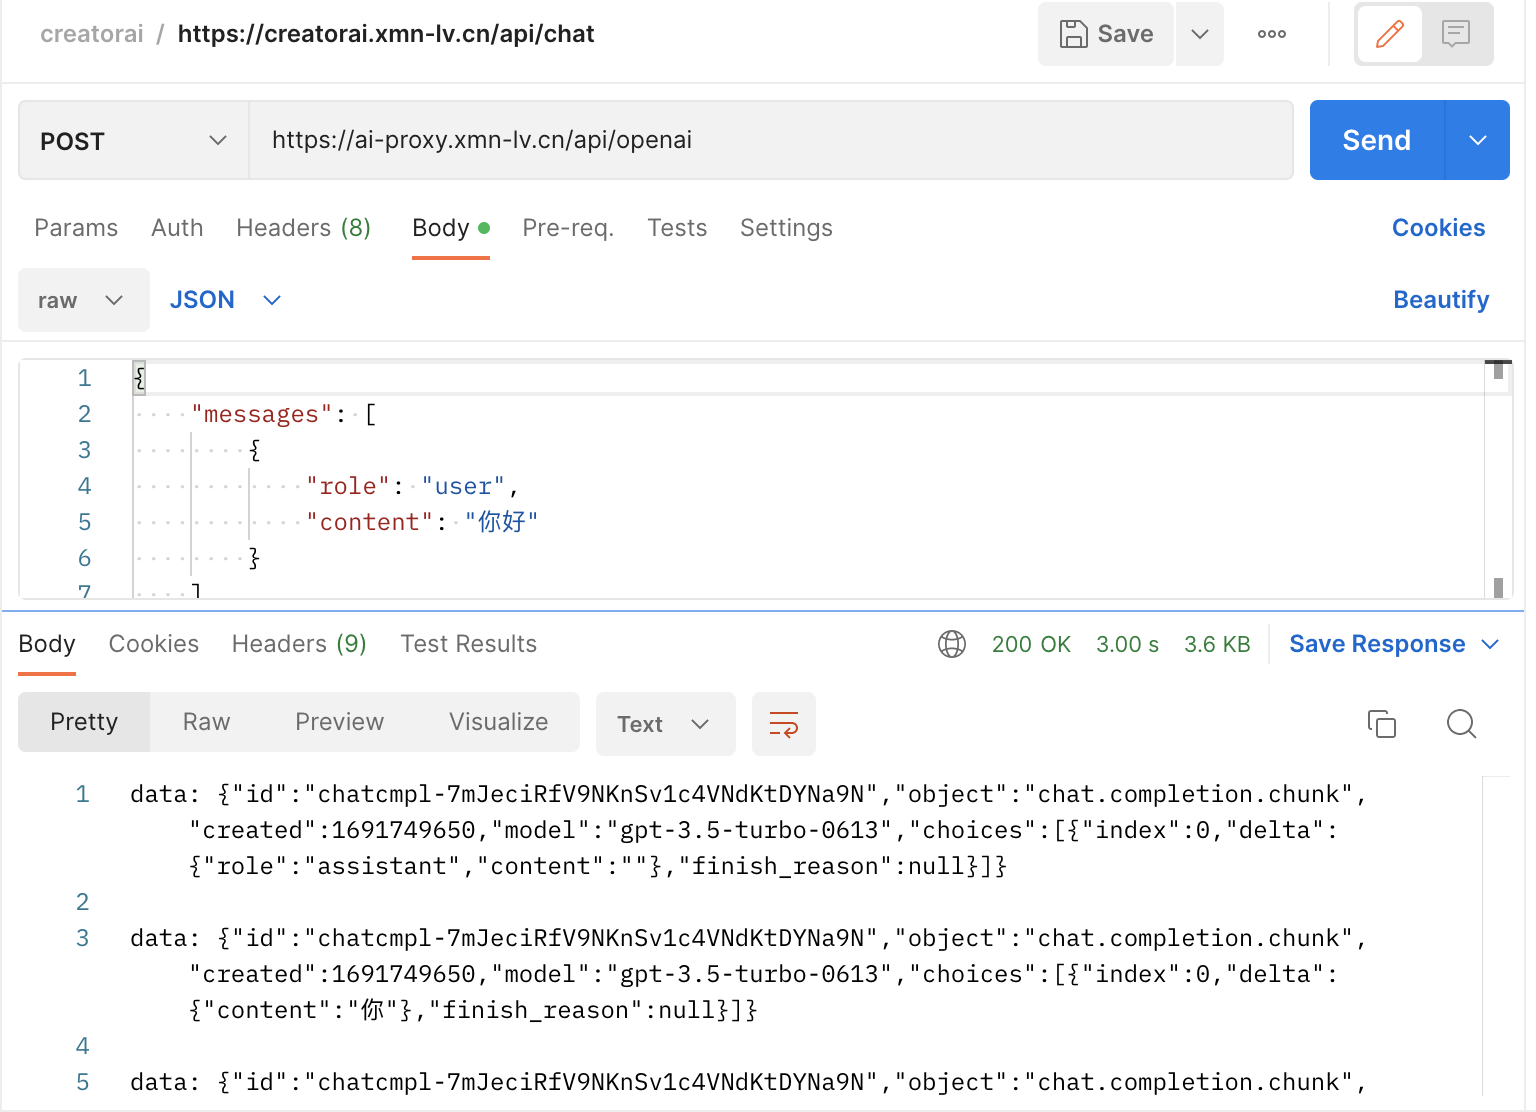 creatorai / https://creatorai.xmn-lv.cn/api/chat Save
POST https://ai-proxy.xmn-lv.cn/api/openai Send
Params Auth Headers (8) Body Pre-req. Tests Settings Cookies
raw JSON Beautify
1 {
2 "messages": [
3 {
4 "role": "user",
5 "content": "你好"
6 }
7 ]
Body Cookies Headers (9) Test Results 200 OK 3.00 s 3.6 KB Save Response
Pretty Raw Preview Visualize Text
1 data: {"id":"chatcmpl-7mJeciRfV9NKnSv1c4VNdKtDYNa9N","object":"chat.completion.chunk",
"created":1691749650,"model":"gpt-3.5-turbo-0613","choices":[{"index":0,"delta":
{"role":"assistant","content":""},"finish_reason":null}]}
2
3 data: {"id":"chatcmpl-7mJeciRfV9NKnSv1c4VNdKtDYNa9N","object":"chat.completion.chunk",
"created":1691749650,"model":"gpt-3.5-turbo-0613","choices":[{"index":0,"delta":
{"content":"你"},"finish_reason":null}]}
4
5 data: {"id":"chatcmpl-7mJeciRfV9NKnSv1c4VNdKtDYNa9N","object":"chat.completion.chunk",